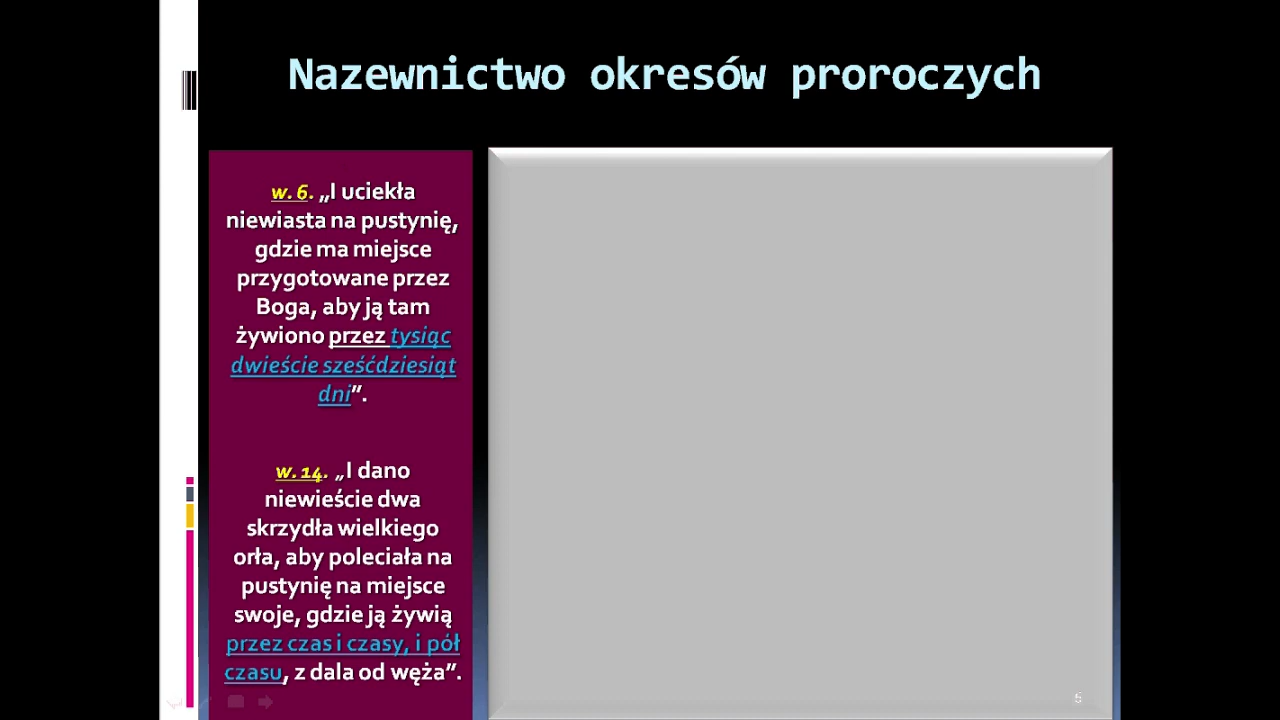 Nazewnictwo okresów proroczych
w. 6. „I uciekła
niewiasta na pustynię,
gdzie ma miejsce
przygotowane przez
Boga, aby ją tam
żywiono przez tysiąc
dwieście sześćdziesiąt
dni”.
w. 14. „I dano
niewieście dwa
skrzydła wielkiego
orła, aby poleciała na
pustynię na miejsce
swoje, gdzie ją żywią
przez czas i czasy, i pół
czasu, z dala od węża”.